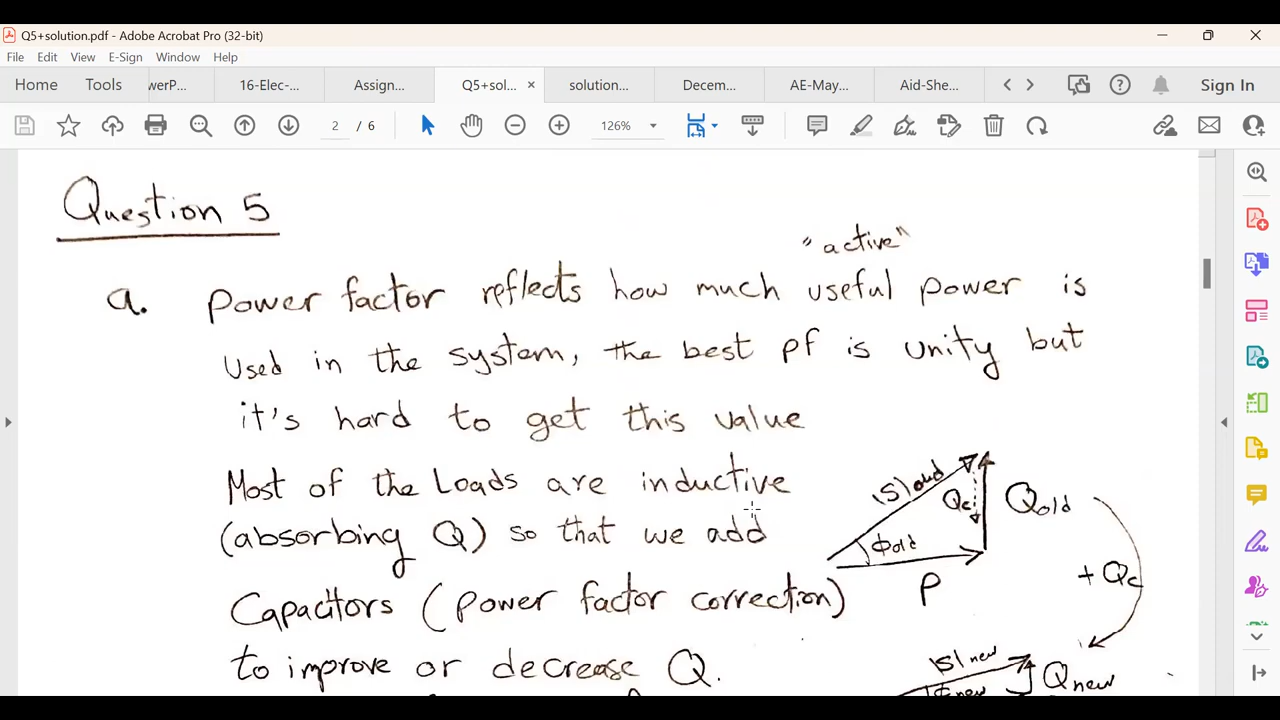 Q5+solution.pdf - Adobe Acrobat Pro (32-bit)
File Edit View Window Help
Home Tools werP... 16-Elec-... Assign... Q5+sol... × solution... Decem... AE-May... Aid-She... Sign In
2 / 6 126%
Question 5
"active"
a. Power factor reflects how much useful power is
used in the system, the best pf is unity but
it's hard to get this value
Most of the Loads are inductive
(absorbing Q) so that we add
Capacitors (power factor correction)
to improve or decrease Q.
|S|old
Qc
Qold
Φold
P
+ Qc
|S|new
Qnew
Φnew